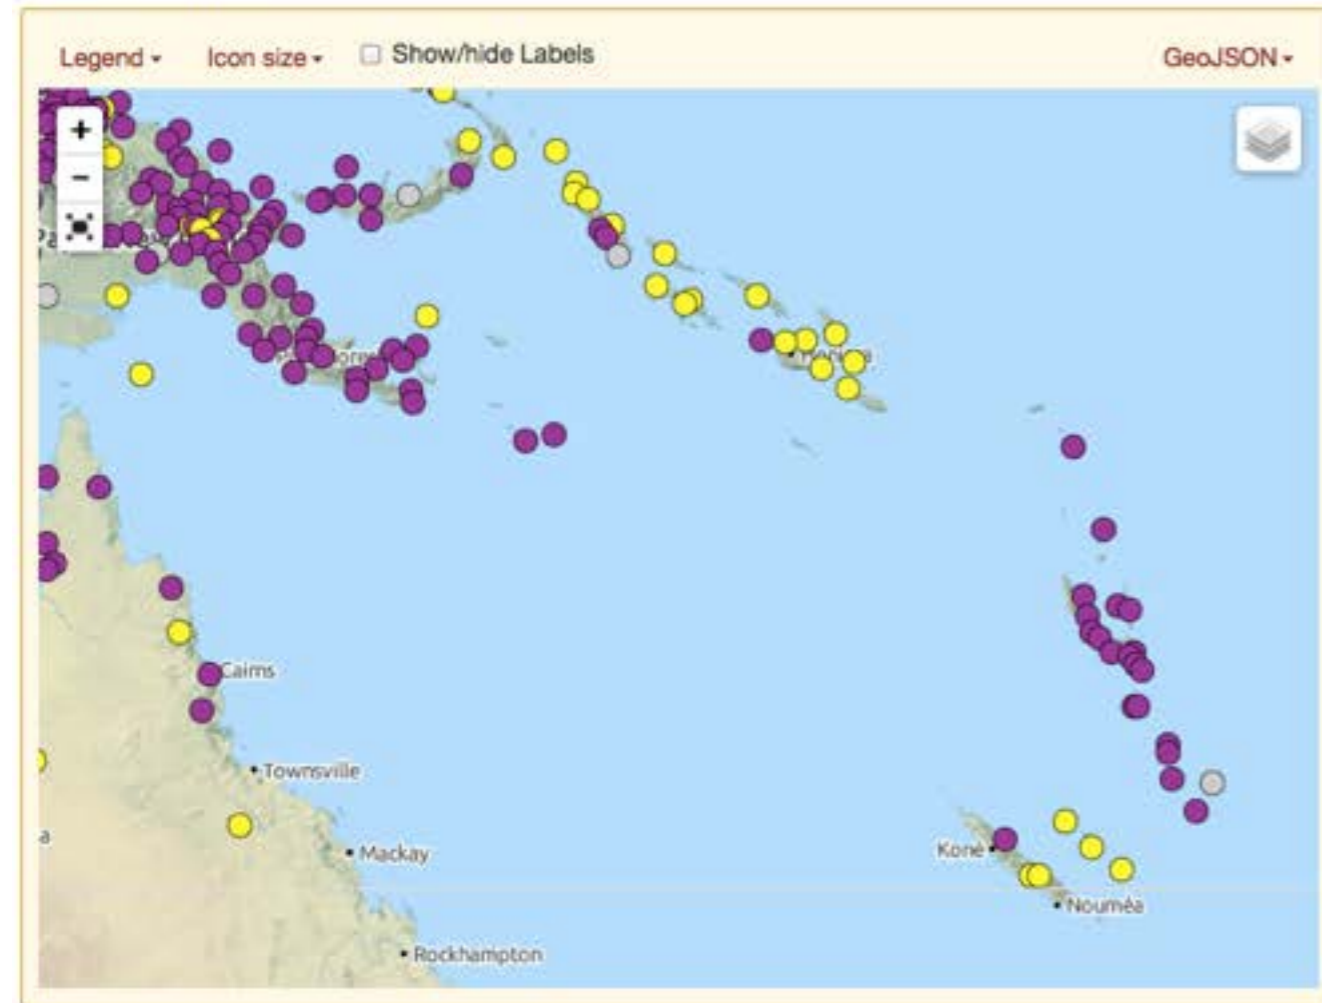 Legend
Icon size
Show/hide Labels
GeoJSON
+
−
Cairns
Townsville
a
Mackay
Koné
Nouméa
Rockhampton